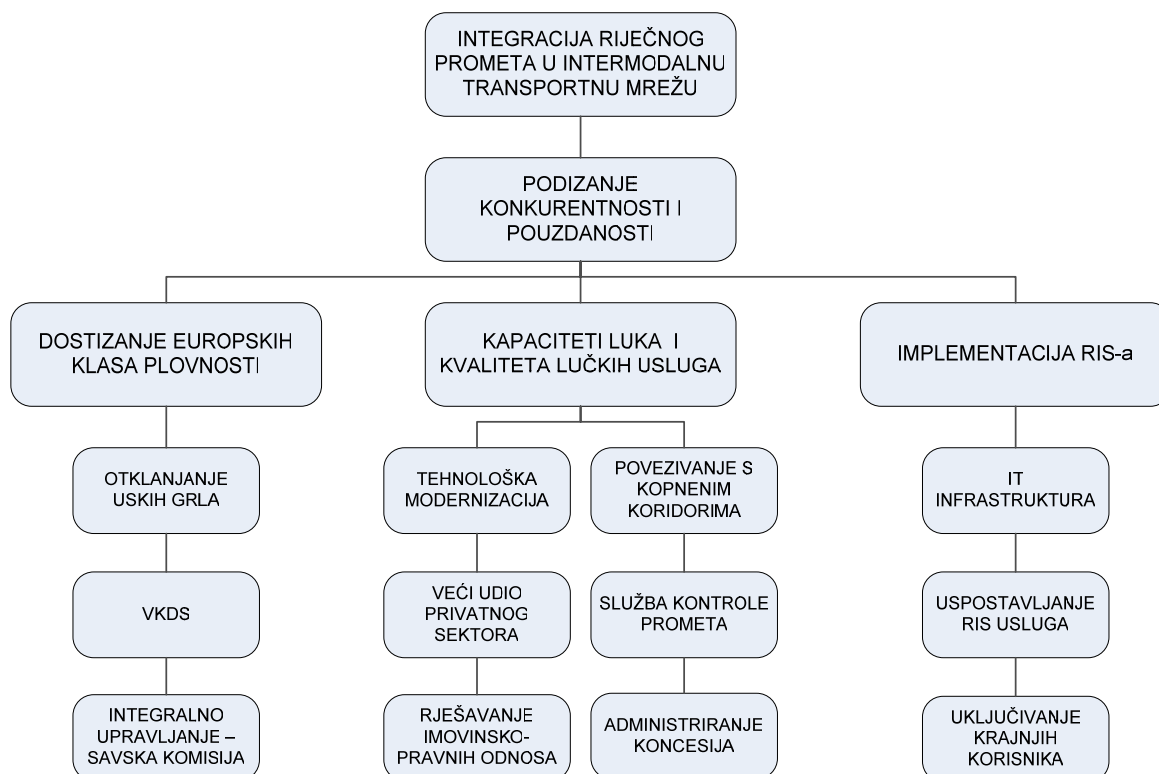 INTEGRACIJA RIJEČNOG
PROMETA U INTERMODALNU
TRANSPORTNU MREŽU
PODIZANJE
KONKURENTNOSTI I
POUZDANOSTI
DOSTIZANJE EUROPSKIH
KLASA PLOVNOSTI
KAPACITETI LUKA I
KVALITETA LUČKIH USLUGA
IMPLEMENTACIJA RIS-a
OTKLANJANJE
USKIH GRLA
TEHNOLOŠKA
MODERNIZACIJA
POVEZIVANJE S
KOPNENIM
KORIDORIMA
IT
INFRASTRUKTURA
VKDS
VEĆI UDIO
PRIVATNOG
SEKTORA
SLUŽBA KONTROLE
PROMETA
USPOSTAVLJANJE
RIS USLUGA
INTEGRALNO
UPRAVLJANJE –
SAVSKA KOMISIJA
RJEŠAVANJE
IMOVINSKO-
PRAVNIH ODNOSA
ADMINISTRIRANJE
KONCESIJA
UKLJUČIVANJE
KRAJNJIH
KORISNIKA